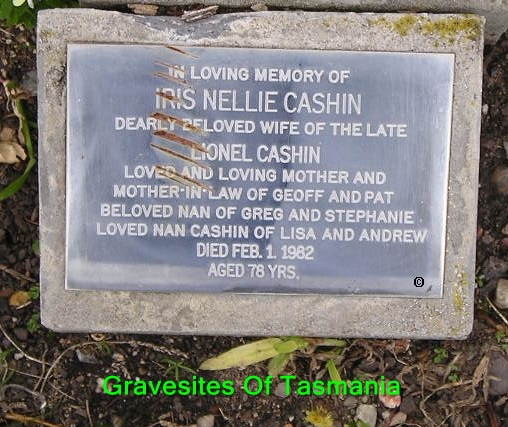 IN LOVING MEMORY OF
IRIS NELLIE CASHIN
DEARLY BELOVED WIFE OF THE LATE
LIONEL CASHIN
LOVED AND LOVING MOTHER AND
MOTHER-IN-LAW OF GEOFF AND PAT
BELOVED NAN OF GREG AND STEPHANIE
LOVED NAN CASHIN OF LISA AND ANDREW
DIED FEB. 1. 1982
AGED 78 YRS.
©
Gravesites Of Tasmania